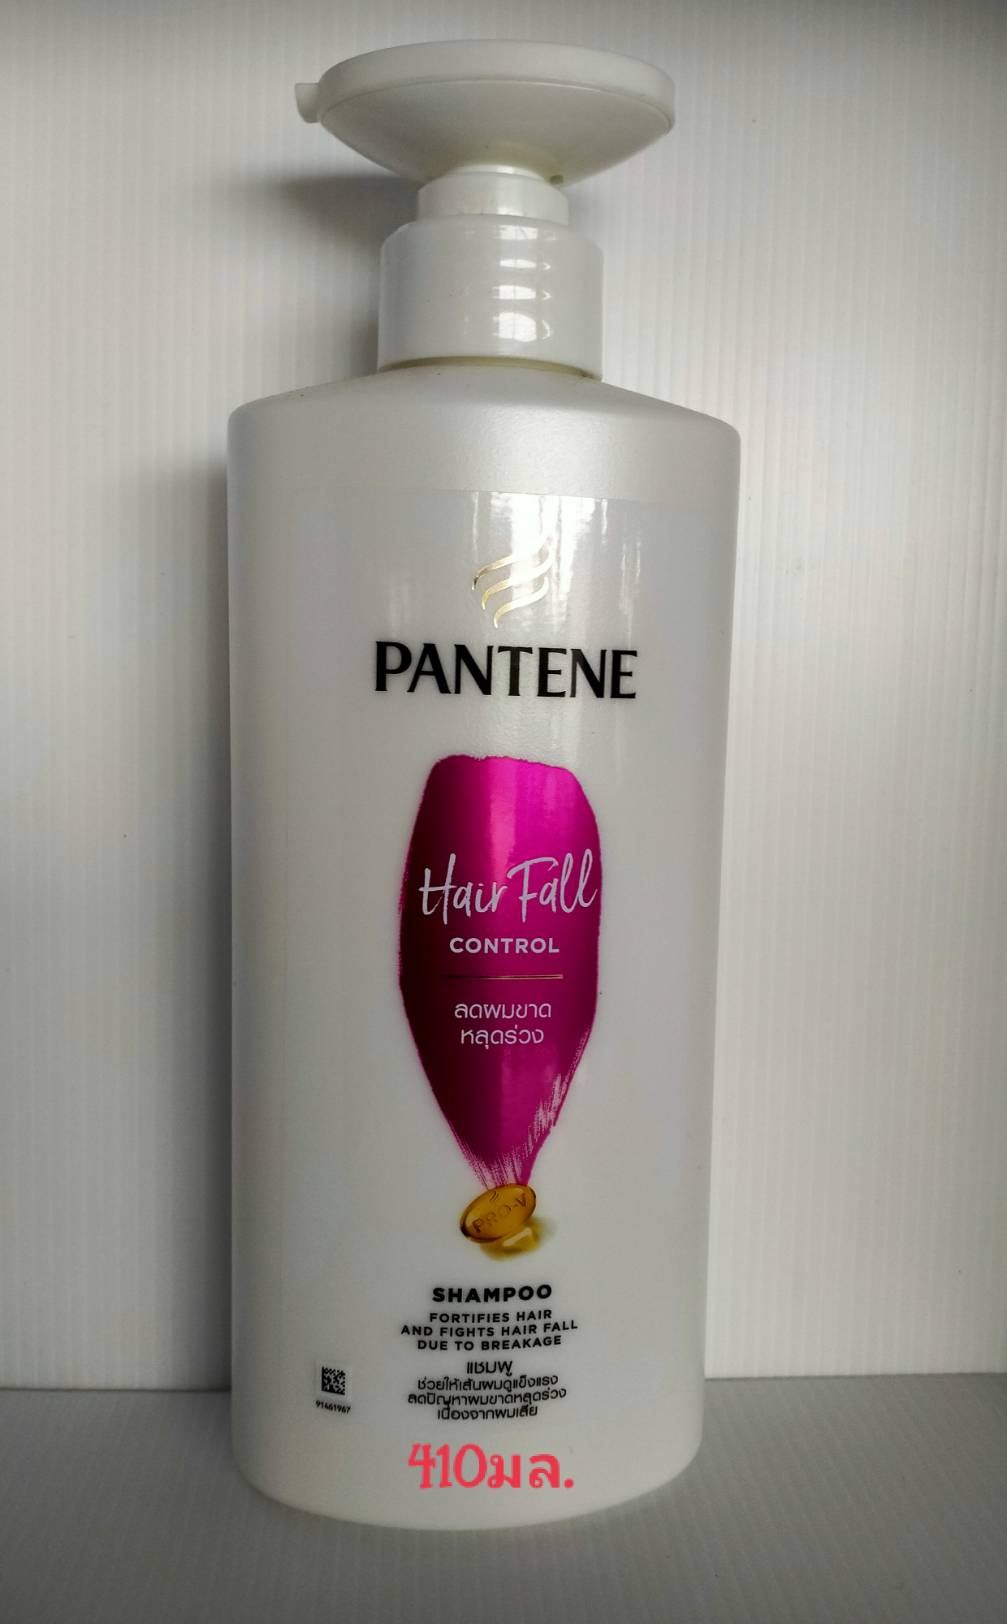 PANTENE
Hair Fall
CONTROL
ลดผมขาด
หลุดร่วง
PRO-V
SHAMPOO
FORTIFIES HAIR
AND FIGHTS HAIR FALL
DUE TO BREAKAGE
แชมพู
ช่วยให้เส้นผมดูแข็งแรง
ลดปัญหาผมขาดหลุดร่วง
เนื่องจากผมเสีย
91461967
410มล.